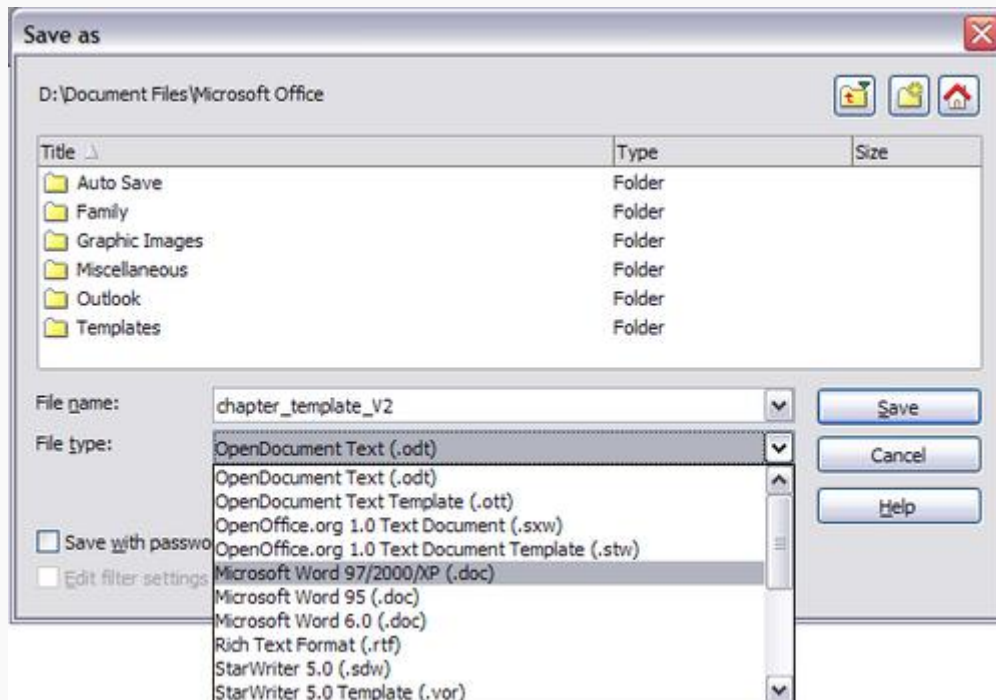 Save as
D:\Document Files\Microsoft Office
Title Type Size
Auto Save Folder
Family Folder
Graphic Images Folder
Miscellaneous Folder
Outlook Folder
Templates Folder
File name: chapter_template_V2 Save
File type: OpenDocument Text (.odt) Cancel
OpenDocument Text (.odt)
OpenDocument Text Template (.ott) Help
OpenOffice.org 1.0 Text Document (.sxw)
Save with passwo OpenOffice.org 1.0 Text Document Template (.stw)
Edit filter settings Microsoft Word 97/2000/XP (.doc)
Microsoft Word 95 (.doc)
Microsoft Word 6.0 (.doc)
Rich Text Format (.rtf)
StarWriter 5.0 (.sdw)
StarWriter 5.0 Template (.vor)